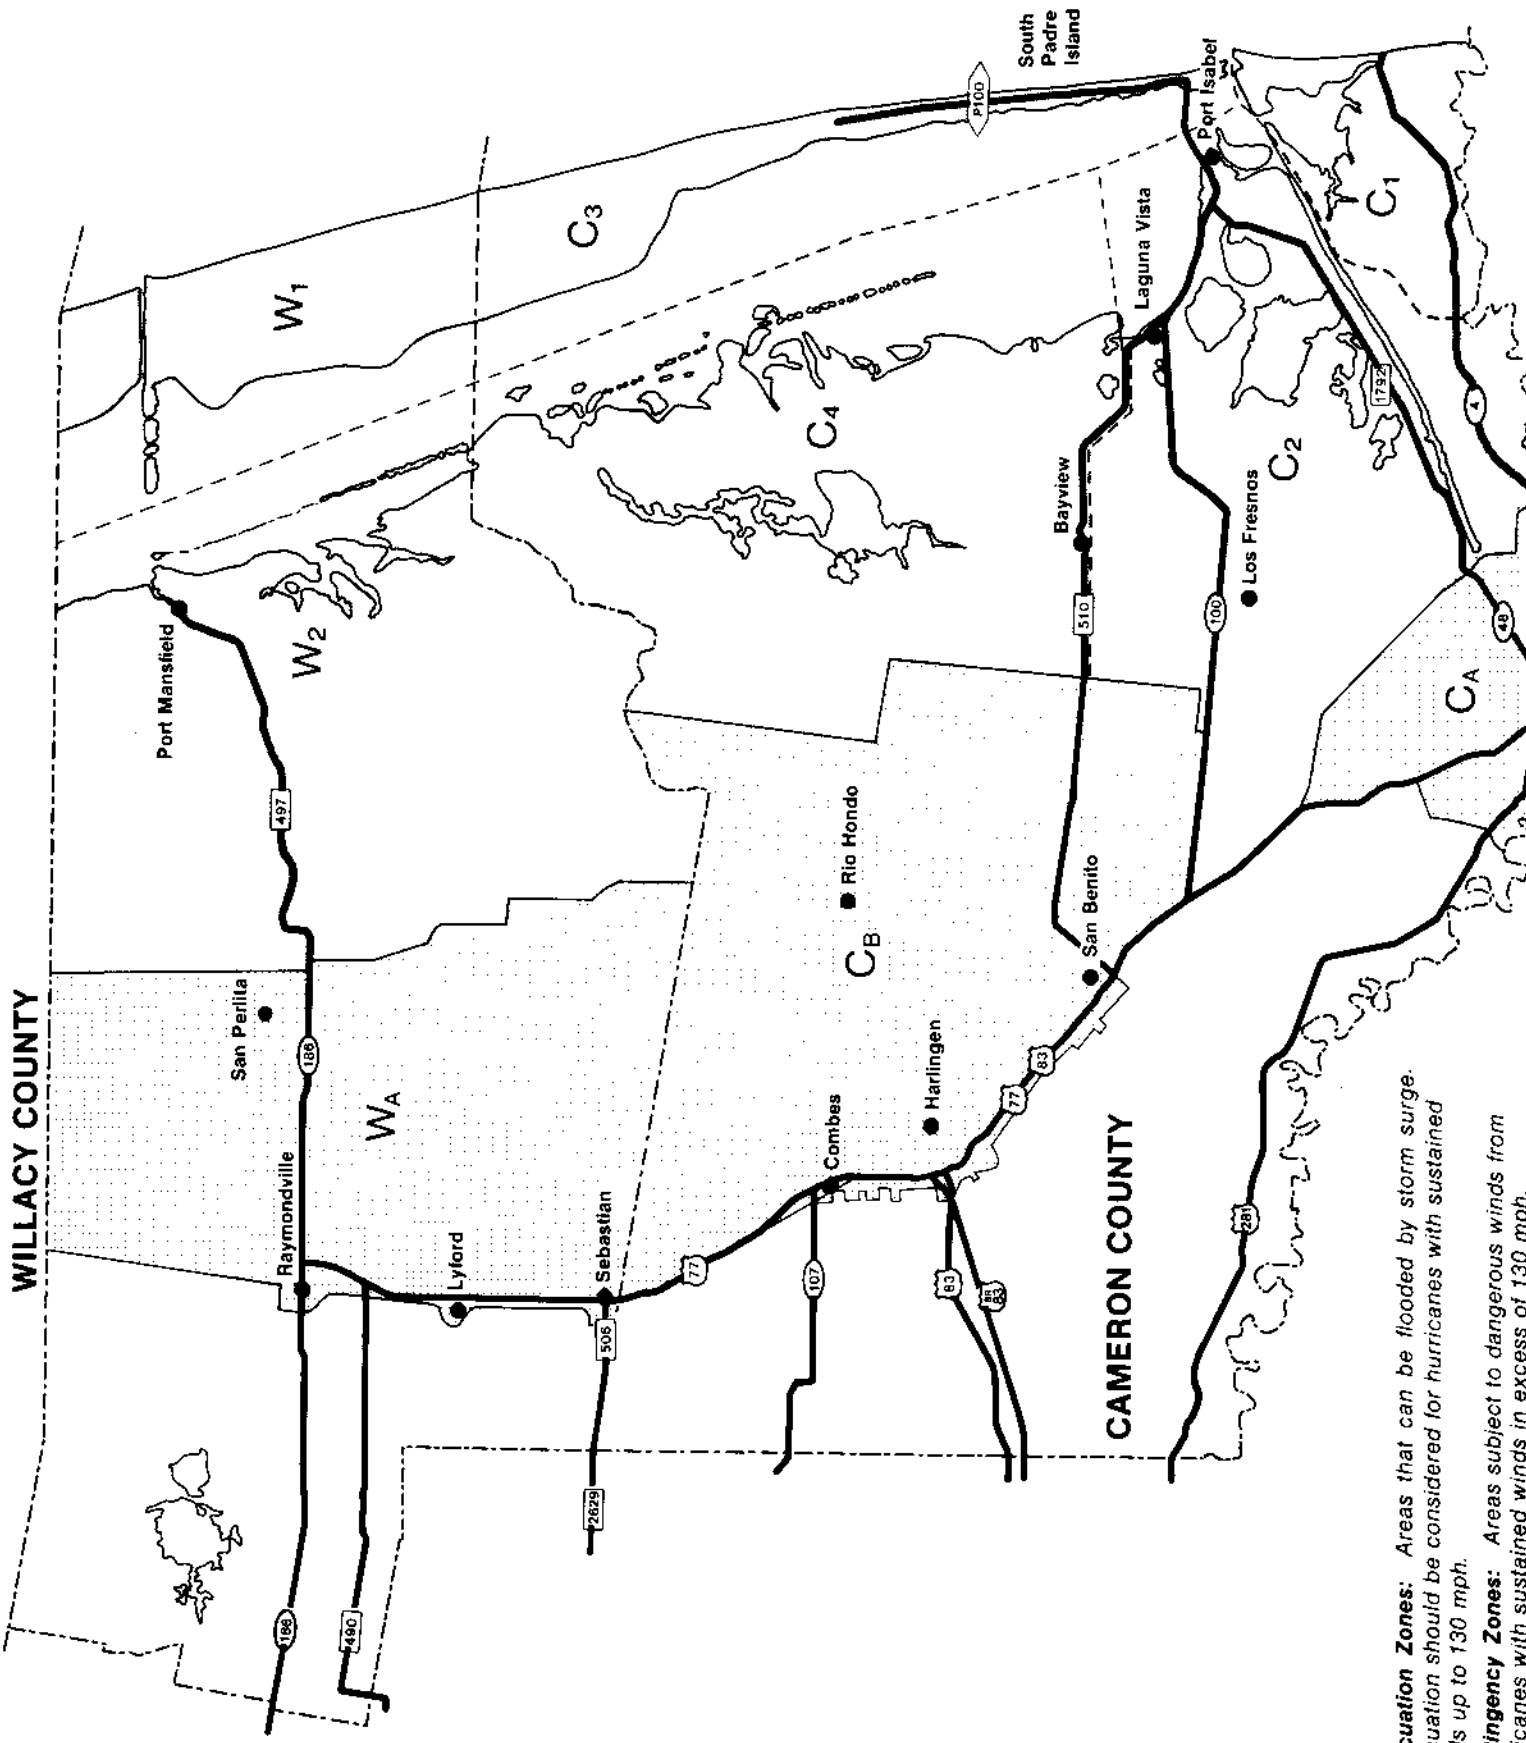 WILLACY COUNTY
South
Padre
Island
P100
Port Isabel
W1
C3
C1
Laguna Vista
C4
1792
4
C2
Bayview
Los Fresnos
Port Mansfield
W2
510
100
48
CA
497
Rio Hondo
San Benito
CB
San Perlita
186
WA
Harlingen
83
77
Combes
Raymondville
Lyford
Sebastian
77
107
83
BR
83
281
506
CAMERON COUNTY
2629
186
490
Zones: Areas that can be flooded by storm surge.
should be considered for hurricanes with sustained
up to 130 mph.
Zones: Areas subject to dangerous winds from
with sustained winds in excess of 130 mph.